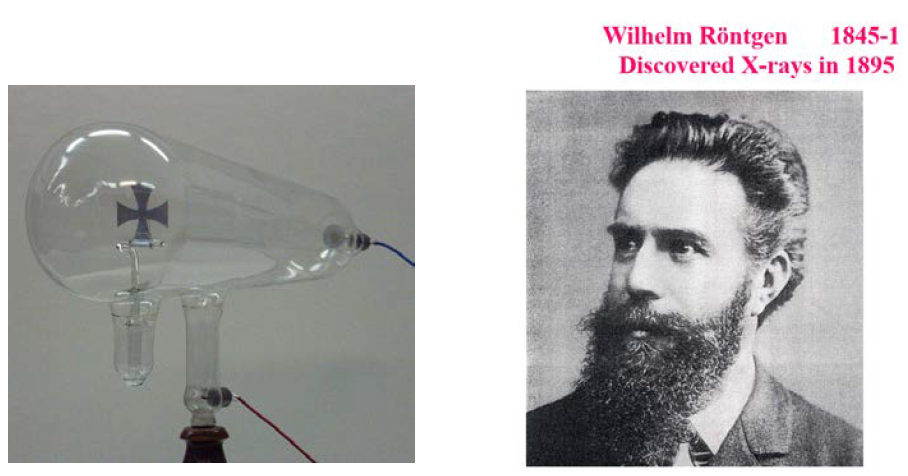 Wilhelm Röntgen 1845-1
Discovered X-rays in 1895